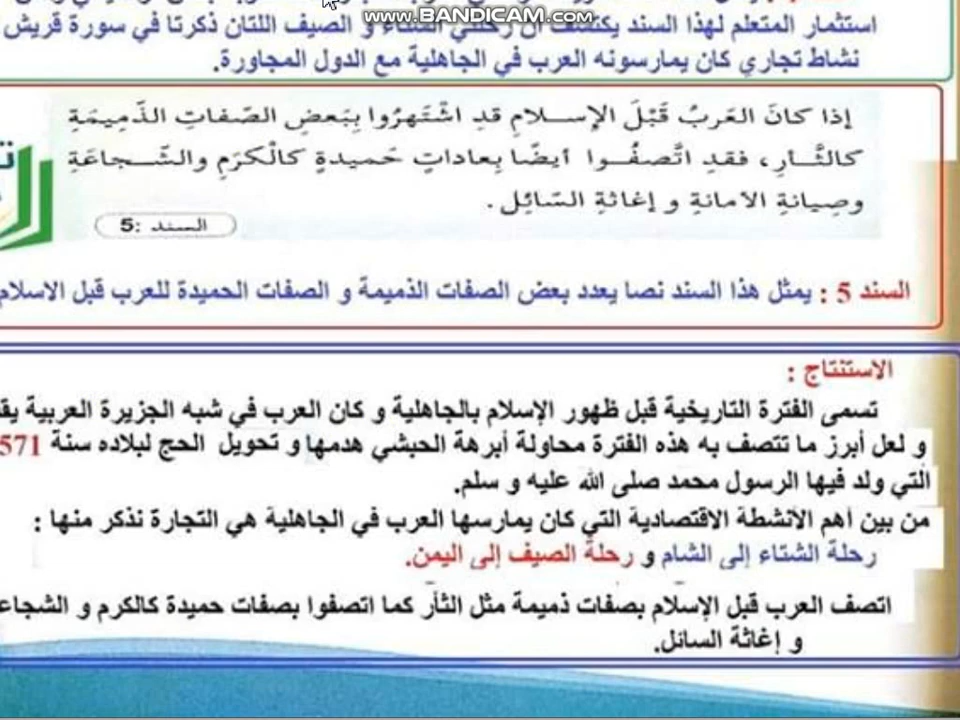 www.BANDICAM.com
استثمار المتعلم لهذا السند يكتشف أن رحلتي الشتاء و الصيف اللتان ذكرتا في سورة قريش
نشاط تجاري كان يمارسونه العرب في الجاهلية مع الدول المجاورة.
إذا كانَ العَربُ قَبْلَ الإسلامِ قدِ اشْتَهرُوا بِبَعضِ الصّفاتِ الذّميمَةِ
كالثَّأرِ، فقدِ اتَّصفُوا أيضًا بِعاداتٍ حَميدةٍ كالْكرَمِ والشّجاعَةِ
وصِيانةِ الأمانةِ و إغاثةِ السّائِلِ.
السند :5
السند 5 : يمثل هذا السند نصا يعدد بعض الصفات الذميمة و الصفات الحميدة للعرب قبل الاسلام
الاستنتاج :
تسمى الفترة التاريخية قبل ظهور الإسلام بالجاهلية و كان العرب في شبه الجزيرة العربية
و لعل أبرز ما تتصف به هذه الفترة محاولة أبرهة الحبشي هدمها و تحويل الحج لبلاده سنة 571
التي ولد فيها الرسول محمد صلى الله عليه و سلم.
من بين أهم الأنشطة الاقتصادية التي كان يمارسها العرب في الجاهلية هي التجارة نذكر منها :
رحلة الشتاء إلى الشام و رحلة الصيف إلى اليمن.
اتصف العرب قبل الإسلام بصفات ذميمة مثل الثأر كما اتصفوا بصفات حميدة كالكرم و
و إغاثة السائل.